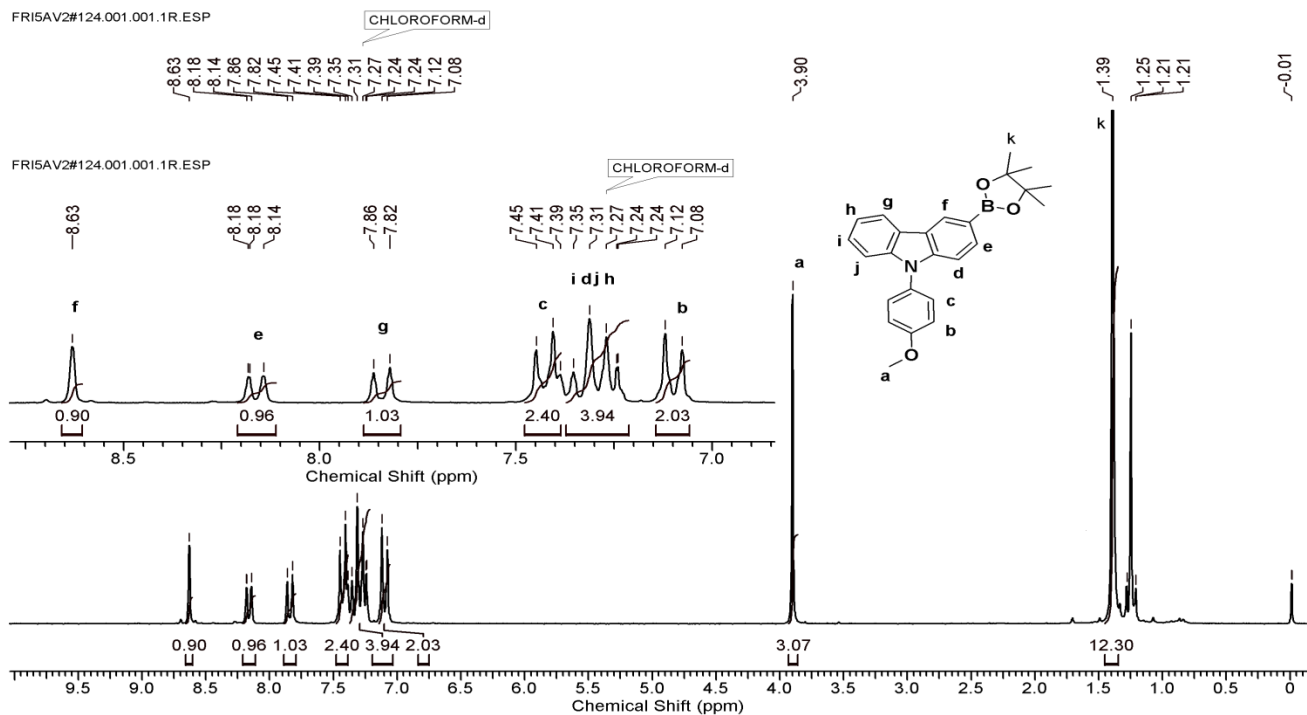 FRI5AV2#124.001.001.1R.ESP
CHLOROFORM-d
8.63 8.18 8.14 7.86 7.82 7.45 7.41 7.39 7.35 7.31 7.27 7.24 7.24 7.12 7.08 3.90 1.39 1.25 1.21 1.21 -0.01
FRI5AV2#124.001.001.1R.ESP
CHLOROFORM-d
8.63 8.18 8.18 8.14 7.86 7.82 7.45 7.41 7.39 7.35 7.31 7.27 7.24 7.24 7.12 7.08
k
k
O
B
O
g
f
h
i
e
j
d
N
c
b
O
a
a
i d j h
f
c
b
e
g
0.90 0.96 1.03 2.40 3.94 2.03
8.5 8.0 7.5 7.0
Chemical Shift (ppm)
0.90 0.96 1.03 2.40 3.94 2.03 3.07 12.30
9.0 8.5 8.0 7.5 7.0 6.5 6.0 5.5 5.0 4.5 4.0 3.5 3.0 2.5 2.0 1.5 1.0 0.5 0
Chemical Shift (ppm)